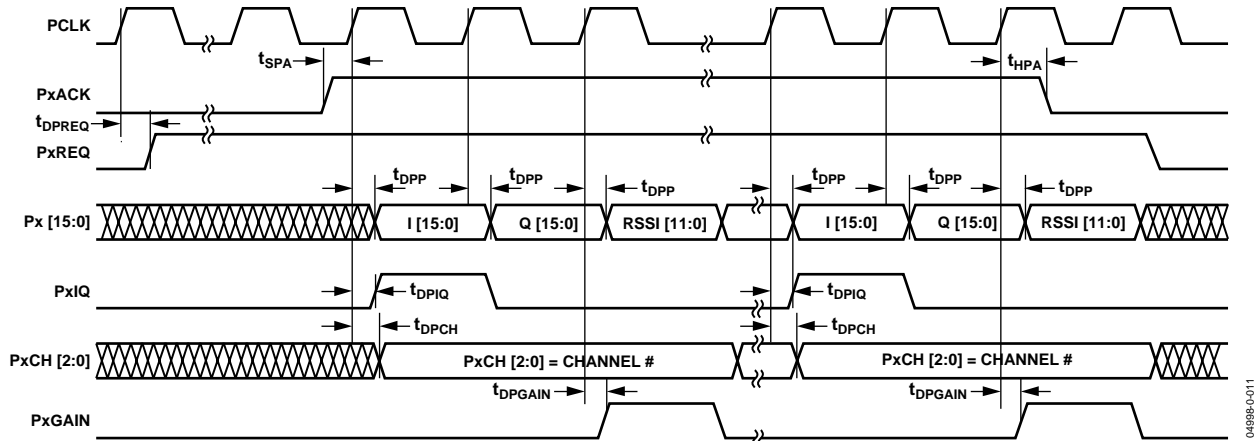 PCLK
tSPA
tHPA
PxACK
tDPREQ
PxREQ
tDPP tDPP tDPP tDPP tDPP tDPP
Px [15:0] I [15:0] Q [15:0] RSSI [11:0] I [15:0] Q [15:0] RSSI [11:0]
PxIQ tDPIQ tDPIQ
tDPCH tDPCH
PxCH [2:0] PxCH [2:0] = CHANNEL # PxCH [2:0] = CHANNEL #
tDPGAIN tDPGAIN
PxGAIN
04998-0-011